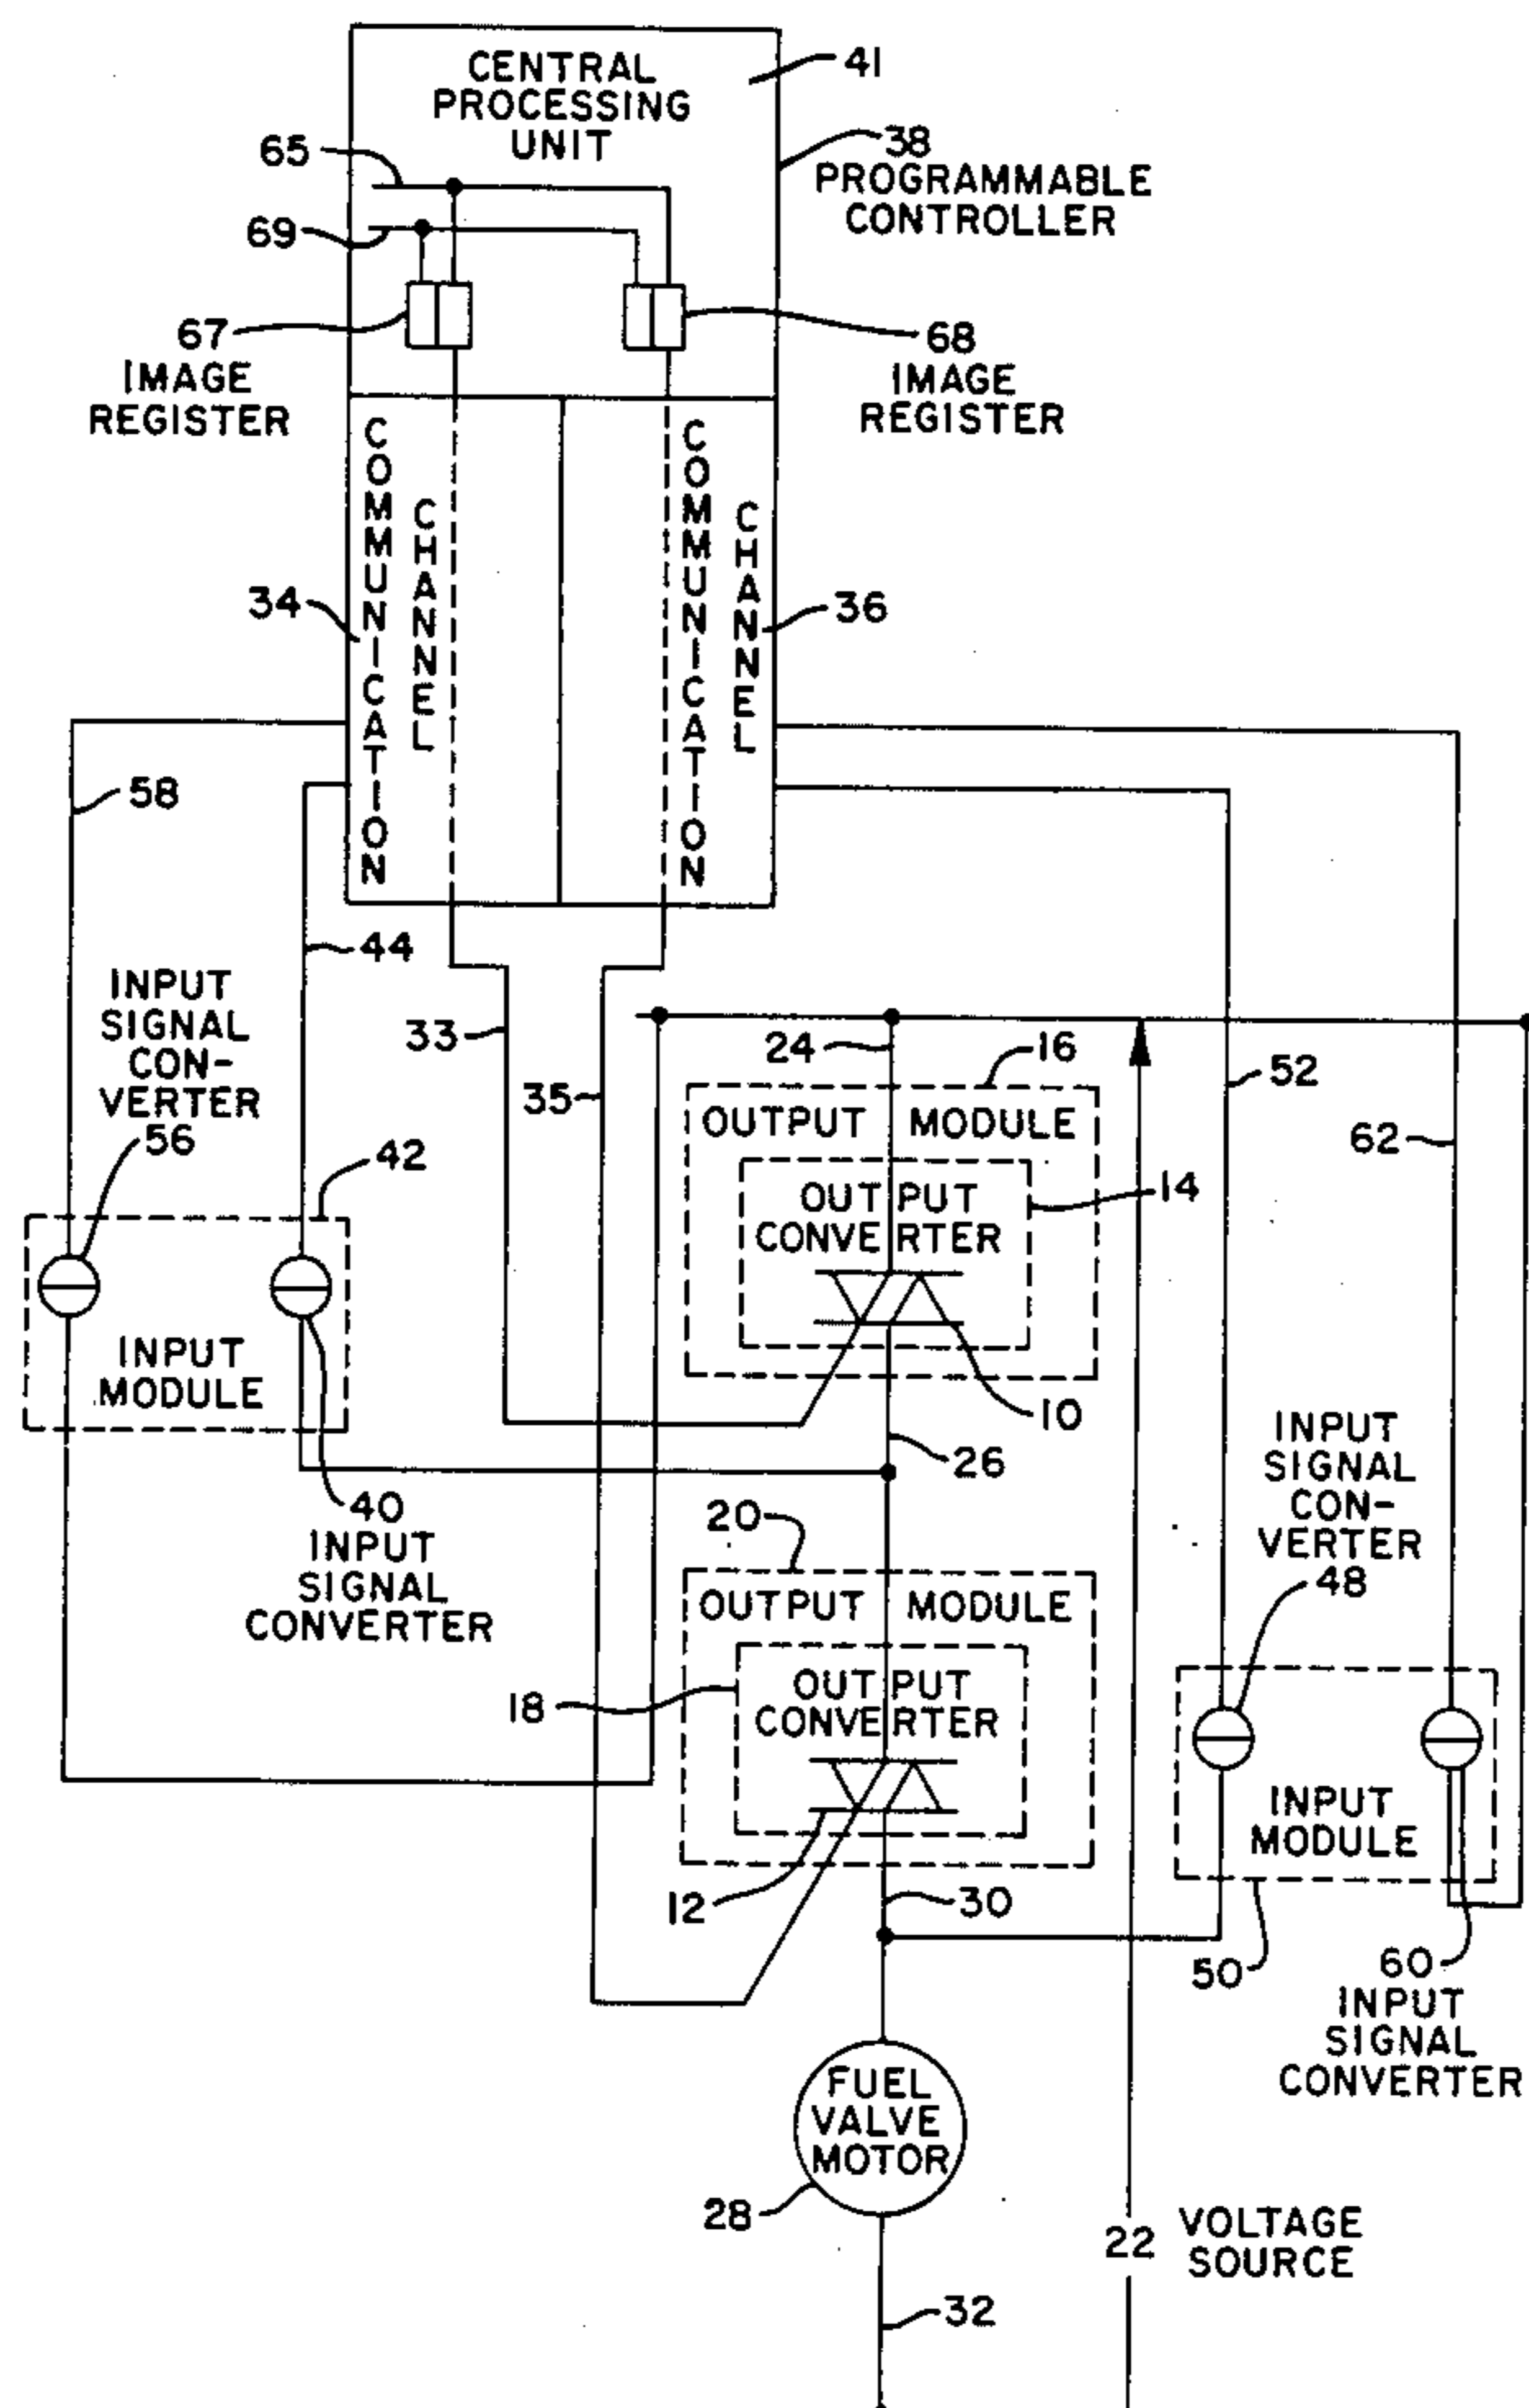 CENTRAL
PROCESSING
UNIT
41
38
PROGRAMMABLE
CONTROLLER
65
69
67
IMAGE
REGISTER
68
IMAGE
REGISTER
COMMUNICATION
CHANNEL
COMMUNICATION
CHANNEL
34
36
58
44
INPUT
SIGNAL
CON-
VERTER
56
33
35
24
16
52
62
42
OUTPUT MODULE
OUTPUT
CONVERTER
14
INPUT
MODULE
10
26
40
INPUT
SIGNAL
CONVERTER
INPUT
SIGNAL
CON-
VERTER
48
20
OUTPUT MODULE
OUTPUT
CONVERTER
18
INPUT
MODULE
12
30
50
60
INPUT
SIGNAL
CONVERTER
FUEL
VALVE
MOTOR
28
22 VOLTAGE
SOURCE
32